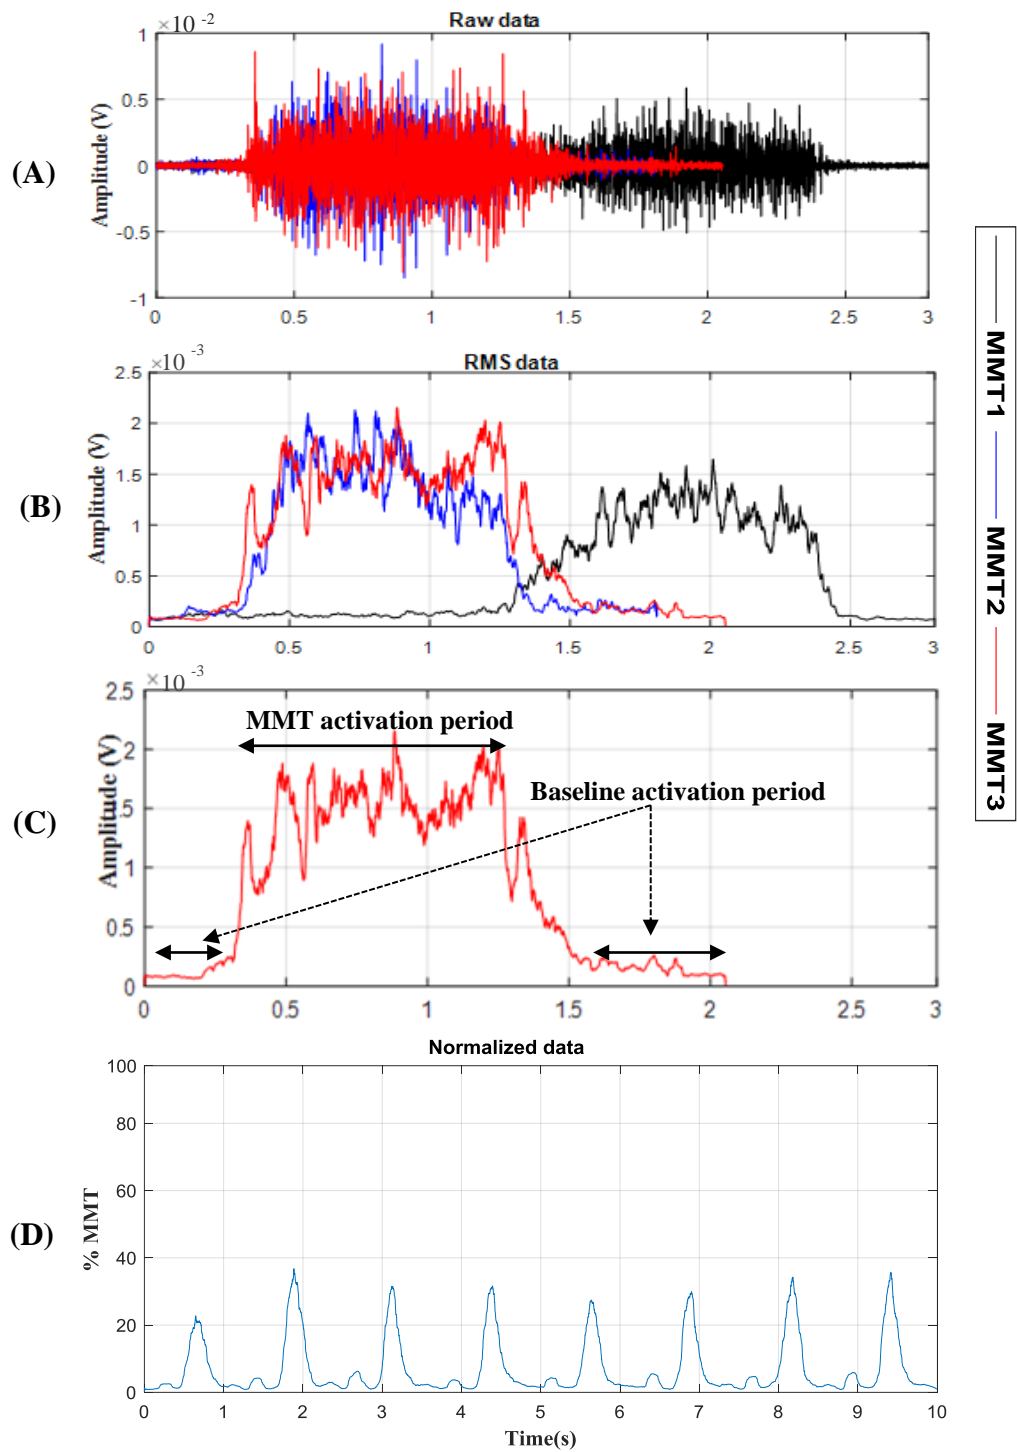 Raw data
×10 -2
(A)
Amplitude (V)
1
0.5
0
-0.5
-1
0 0.5 1 1.5 2 2.5 3
RMS data
×10 -3
(B)
Amplitude (V)
2.5
2
1.5
1
0.5
0
0 0.5 1 1.5 2 2.5 3
×10 -3
(C)
Amplitude (V)
2.5
2
1.5
1
0.5
0
MMT activation period
Baseline activation period
0 0.5 1 1.5 2 2.5 3
MMT1
MMT2
MMT3
Normalized data
(D)
% MMT
100
80
60
40
20
0
0 1 2 3 4 5 6 7 8 9 10
Time(s)